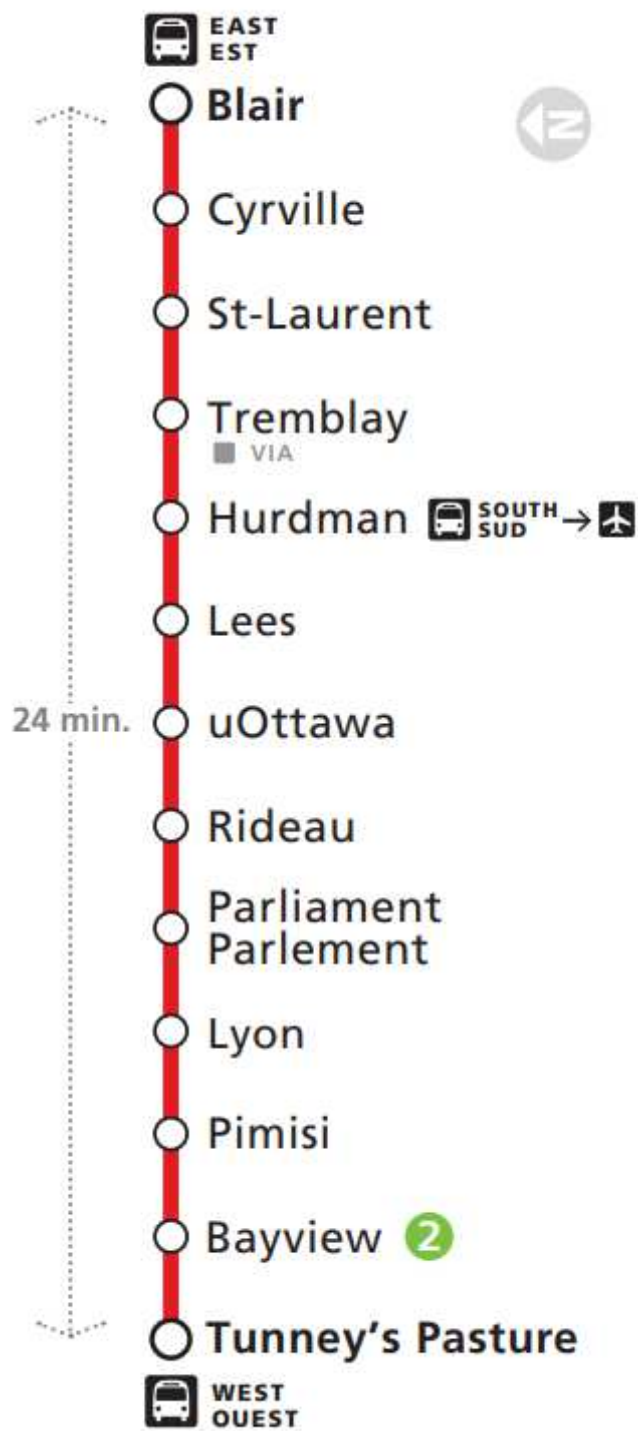 EAST
EST
Blair
N
Cyrville
St-Laurent
Tremblay
VIA
Hurdman
SOUTH
SUD
Lees
24 min.
uOttawa
Rideau
Parliament
Parlement
Lyon
Pimisi
Bayview 2
Tunney's Pasture
WEST
OUEST